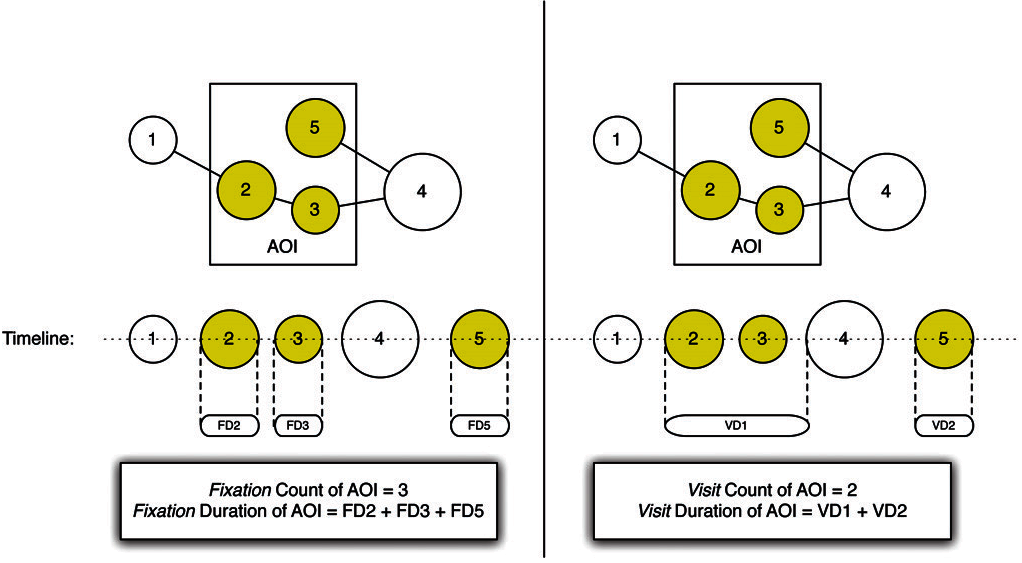 1
5
2
3
4
AOI
1
5
2
3
4
AOI
Timeline:
1
2
3
4
5
1
2
3
4
5
FD2
FD3
FD5
VD1
VD2
Fixation Count of AOI = 3
Fixation Duration of AOI = FD2 + FD3 + FD5
Visit Count of AOI = 2
Visit Duration of AOI = VD1 + VD2